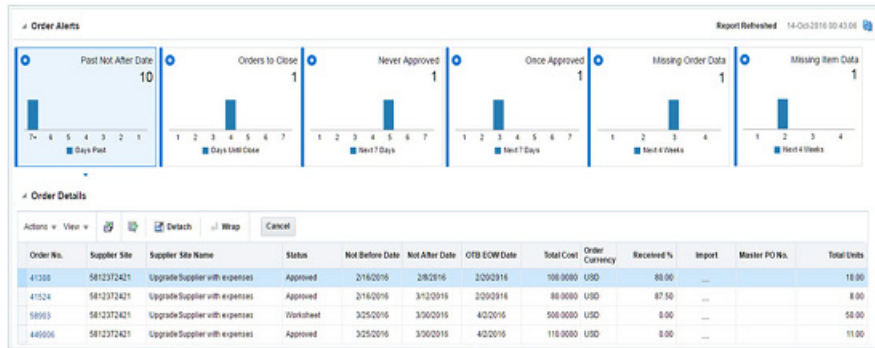 Order Alerts
Report Refreshed 14-Oct-2016 00:43:06
Past Not After Date
10
7+ 6 5 4 3 2 1
Days Past
Orders to Close
1
1 2 3 4 5 6 7
Days Until Close
Never Approved
1
1 2 3 4 5 6 7
Next 7 Days
Once Approved
1
1 2 3 4 5 6 7
Next 7 Days
Missing Order Data
1
1 2 3 4
Next 4 Weeks
Missing Item Data
1
1 2 3 4
Next 4 Weeks
Order Details
Actions View Detach Wrap Cancel
Order No. Supplier Site Supplier Site Name Status Not Before Date Not After Date OTB EOW Date Total Cost Order Currency Received % Import Master PO No. Total Units
41308 5812372421 Upgrade Supplier with expenses Approved 2/16/2016 2/8/2016 2/20/2916 100.0000 USD 80.00 ... 10.00
41524 5812372421 Upgrade Supplier with expenses Approved 2/16/2016 3/12/2016 2/20/2916 80.0000 USD 87.50 ... 8.00
5812372421 Upgrade Supplier with expenses Worksheet 3/25/2016 3/30/2016 4/2/2016 500.0000 USD 0.00 ... 50.00
449006 5812372421 Upgrade Supplier with expenses Approved 3/25/2016 3/30/2016 4/2/2016 110.0000 USD 0.00 ... 11.00